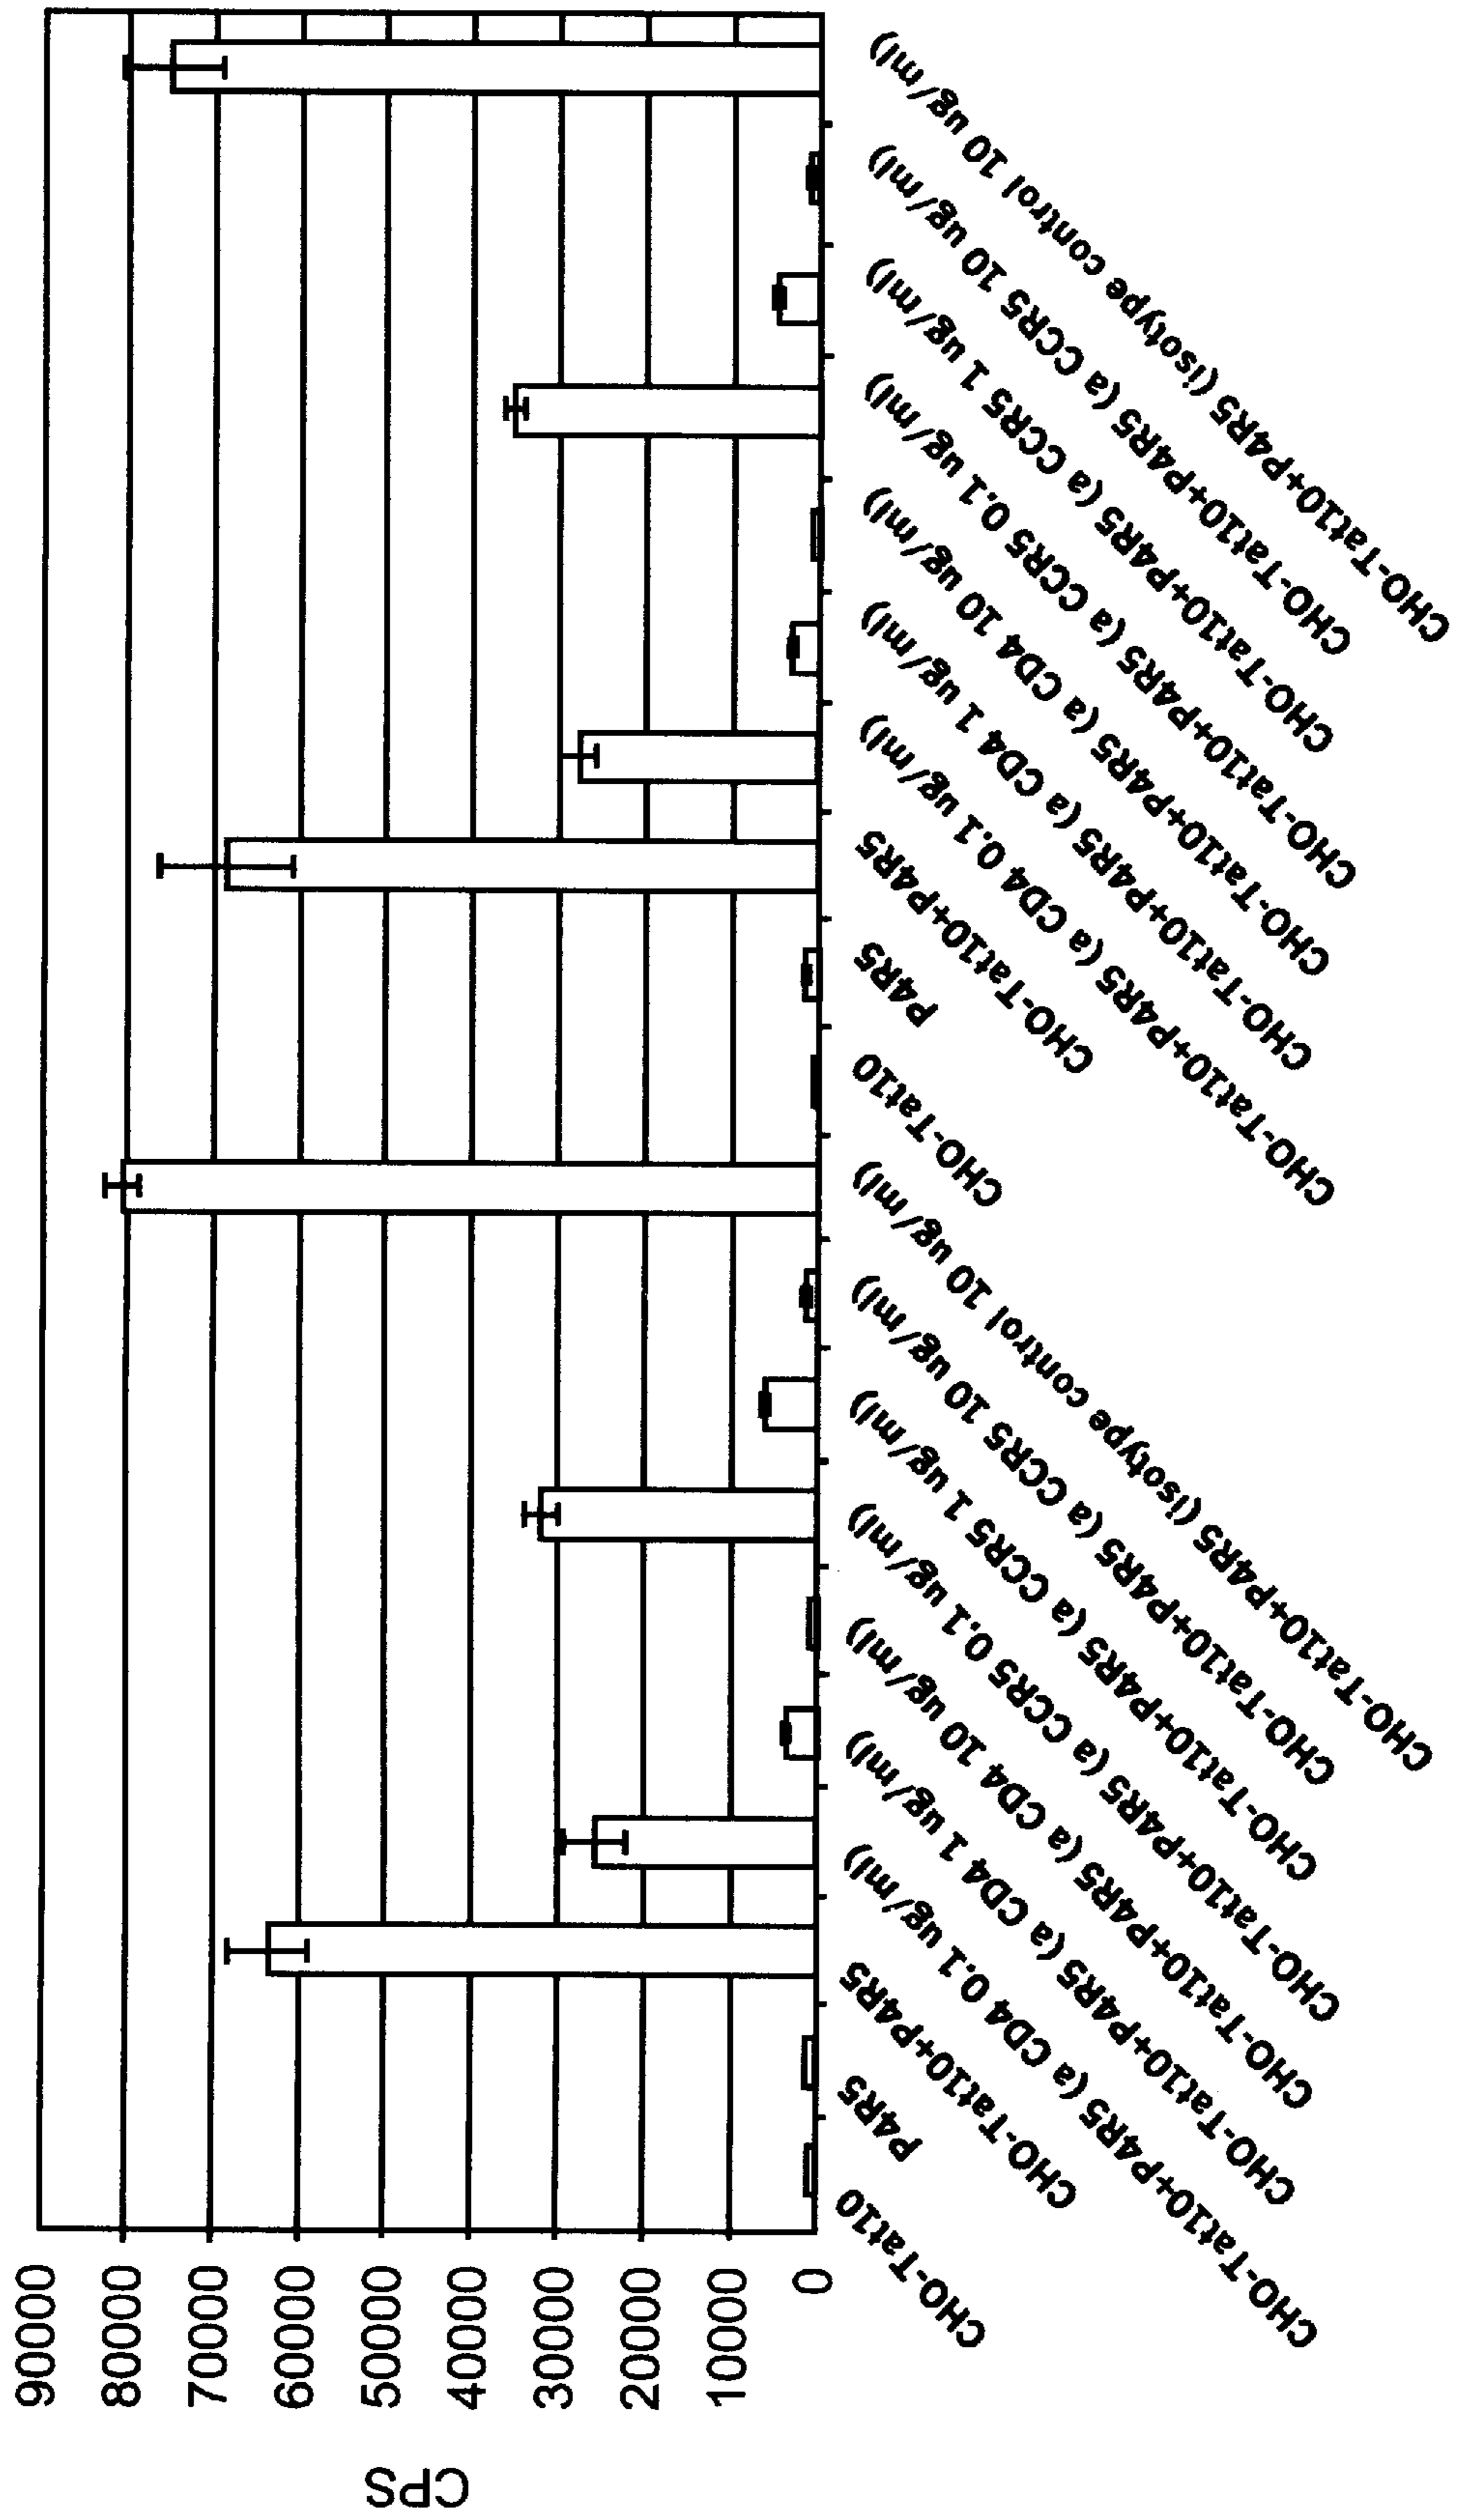 CPS
90000
80000
70000
60000
50000
40000
30000
20000
10000
0
CHO-Tat10
P4R5
CHO-Tat10+P4R5
CHO-Tat10+P4R5 (a CD4 0.1 ug/ml)
CHO-Tat10+P4R5 (a CD4 1 ug/ml)
CHO-Tat10+P4R5 (a CD4 10 ug/ml)
CHO-Tat10+P4R5 (a CCR5 0.1 ug/ml)
CHO-Tat10+P4R5 (a CCR5 1 ug/ml)
CHO-Tat10+P4R5 (a CCR5 10 ug/ml)
CHO-Tat10+P4R5 (isotype control 10 ug/ml)
CHO-Tat10
P4R5
CHO-Tat10+P4R5
CHO-Tat10+P4R5 (a CD4 0.1 ug/ml)
CHO-Tat10+P4R5 (a CD4 1 ug/ml)
CHO-Tat10+P4R5 (a CD4 10 ug/ml)
CHO-Tat10+P4R5 (a CCR5 0.1 ug/ml)
CHO-Tat10+P4R5 (a CCR5 1 ug/ml)
CHO-Tat10+P4R5 (a CCR5 10 ug/ml)
CHO-Tat10+P4R5 (isotype control 10 ug/ml)